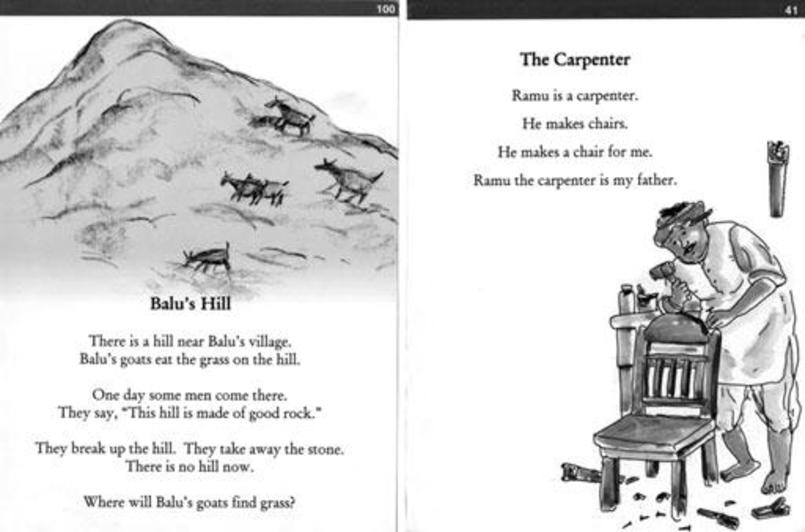 100
Balu's Hill
There is a hill near Balu's village.
Balu's goats eat the grass on the hill.
One day some men come there.
They say, “This hill is made of good rock.”
They break up the hill. They take away the stone.
There is no hill now.
Where will Balu's goats find grass?
41
The Carpenter
Ramu is a carpenter.
He makes chairs.
He makes a chair for me.
Ramu the carpenter is my father.